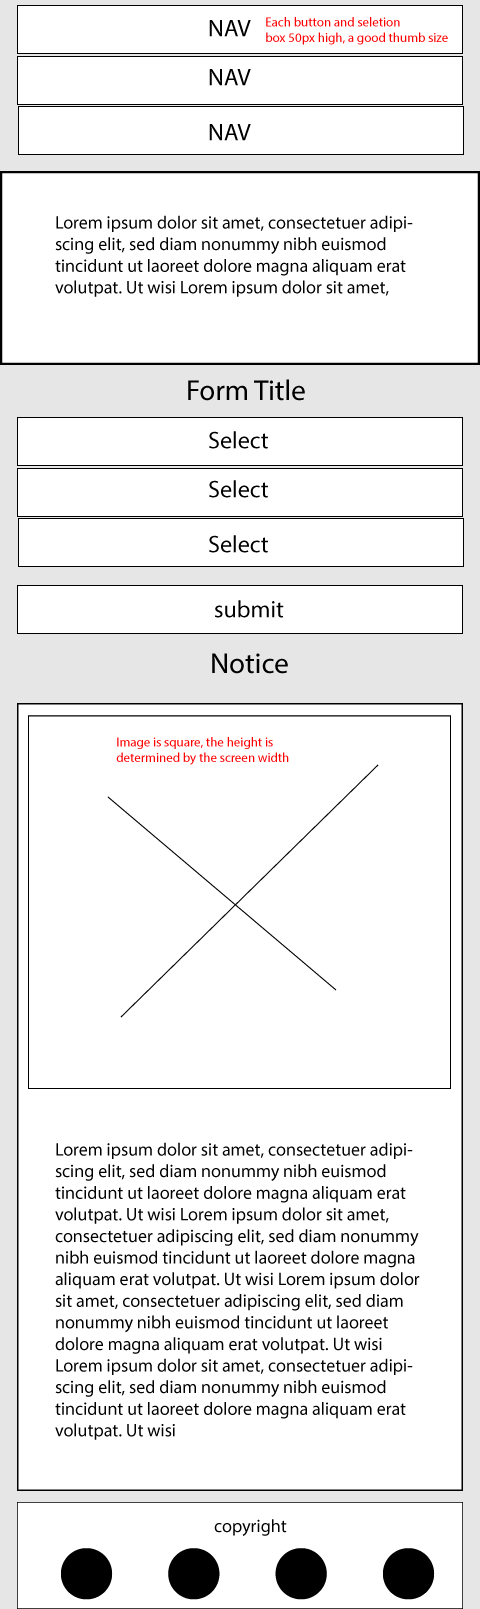 NAV
Each button and seletion
box 50px high, a good thumb size
NAV
NAV
Lorem ipsum dolor sit amet, consectetuer adipi-
scing elit, sed diam nonummy nibh euismod
tincidunt ut laoreet dolore magna aliquam erat
volutpat. Ut wisi Lorem ipsum dolor sit amet,
Form Title
Select
Select
Select
submit
Notice
Image is square, the height is
determined by the screen width
Lorem ipsum dolor sit amet, consectetuer adipi-
scing elit, sed diam nonummy nibh euismod
tincidunt ut laoreet dolore magna aliquam erat
volutpat. Ut wisi Lorem ipsum dolor sit amet,
consectetuer adipiscing elit, sed diam nonummy
nibh euismod tincidunt ut laoreet dolore magna
aliquam erat volutpat. Ut wisi Lorem ipsum dolor
sit amet, consectetuer adipiscing elit, sed diam
nonummy nibh euismod tincidunt ut laoreet
dolore magna aliquam erat volutpat. Ut wisi
Lorem ipsum dolor sit amet, consectetuer adipi-
scing elit, sed diam nonummy nibh euismod
tincidunt ut laoreet dolore magna aliquam erat
volutpat. Ut wisi
copyright